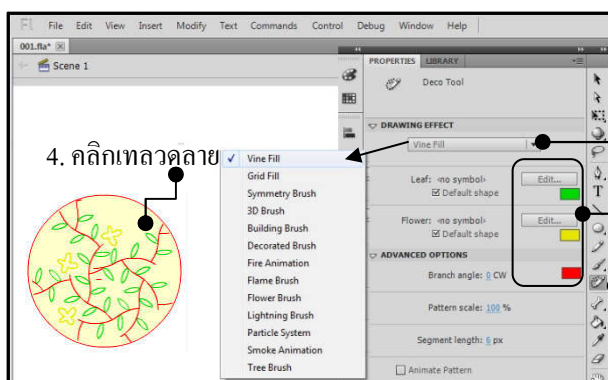 Fl File Edit View Insert Modify Text Commands Control Debug Window Help
001.fla*
Scene 1
PROPERTIES LIBRARY
Deco Tool
DRAWING EFFECT
Vine Fill
4. คลิกเทลวดลาย
✓ Vine Fill
Grid Fill
Symmetry Brush
3D Brush
Building Brush
Decorated Brush
Fire Animation
Flame Brush
Flower Brush
Lightning Brush
Particle System
Smoke Animation
Tree Brush
Leaf: <no symbol> Edit...
Default shape
Flower: <no symbol> Edit...
Default shape
ADVANCED OPTIONS
Branch angle: 0 CW
Pattern scale: 100 %
Segment length: 6 px
Animate Pattern
T